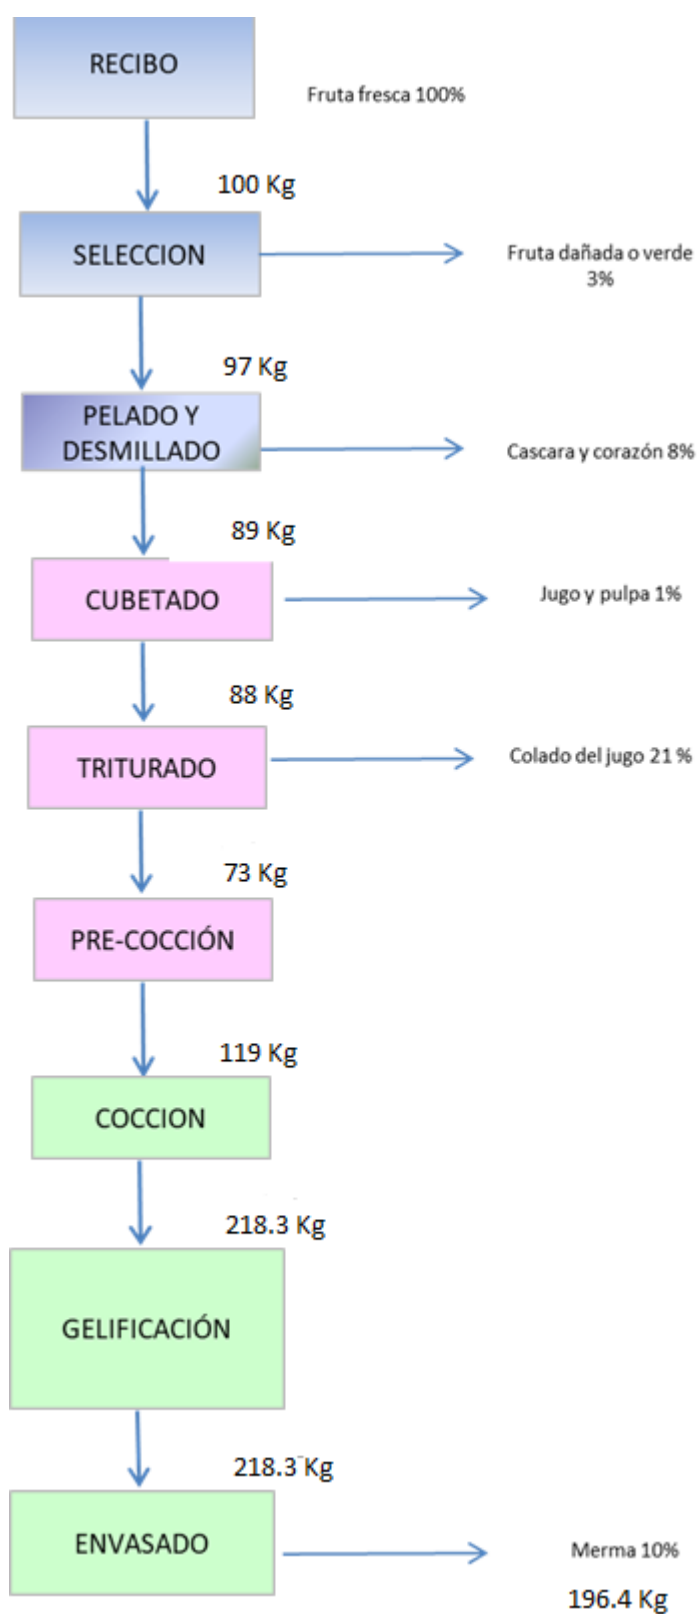 RECIBO
Fruta fresca 100%
100 Kg
SELECCION
Fruta dañada o verde
3%
97 Kg
PELADO Y
DESMILLADO
Cascara y corazón 8%
89 Kg
CUBETADO
Jugo y pulpa 1%
88 Kg
TRITURADO
Colado del jugo 21 %
73 Kg
PRE-COCCIÓN
119 Kg
COCCION
218.3 Kg
GELIFICACIÓN
218.3 Kg
ENVASADO
Merma 10%
196.4 Kg